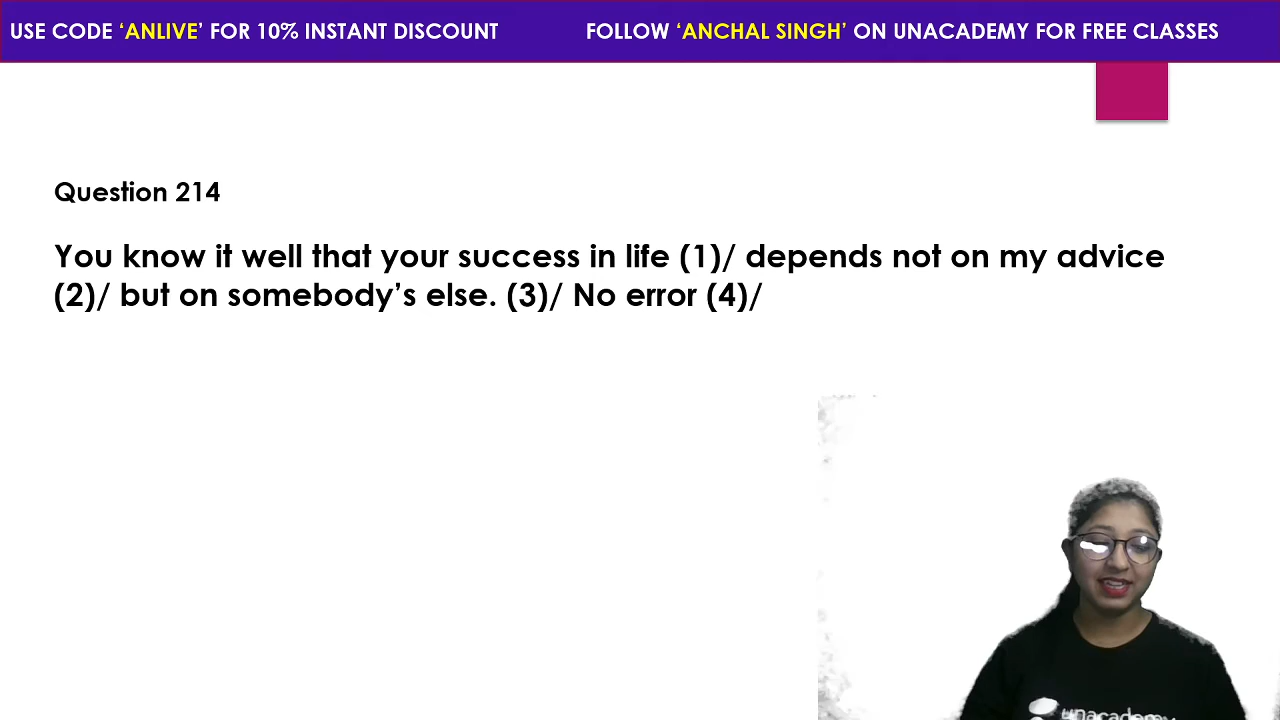 USE CODE ‘ANLIVE’ FOR 10% INSTANT DISCOUNT FOLLOW ‘ANCHAL SINGH’ ON UNACADEMY FOR FREE CLASSES
Question 214
You know it well that your success in life (1)/ depends not on my advice
(2)/ but on somebody’s else. (3)/ No error (4)/
unacademy